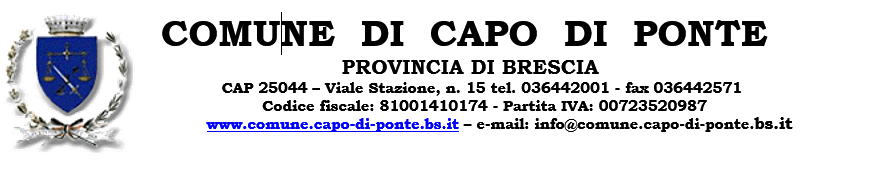 COMUNE DI CAPO DI PONTE
PROVINCIA DI BRESCIA
CAP 25044 – Viale Stazione, n. 15 tel. 036442001 - fax 036442571
Codice fiscale: 81001410174 - Partita IVA: 00723520987
www.comune.capo-di-ponte.bs.it – e-mail: info@comune.capo-di-ponte.bs.it